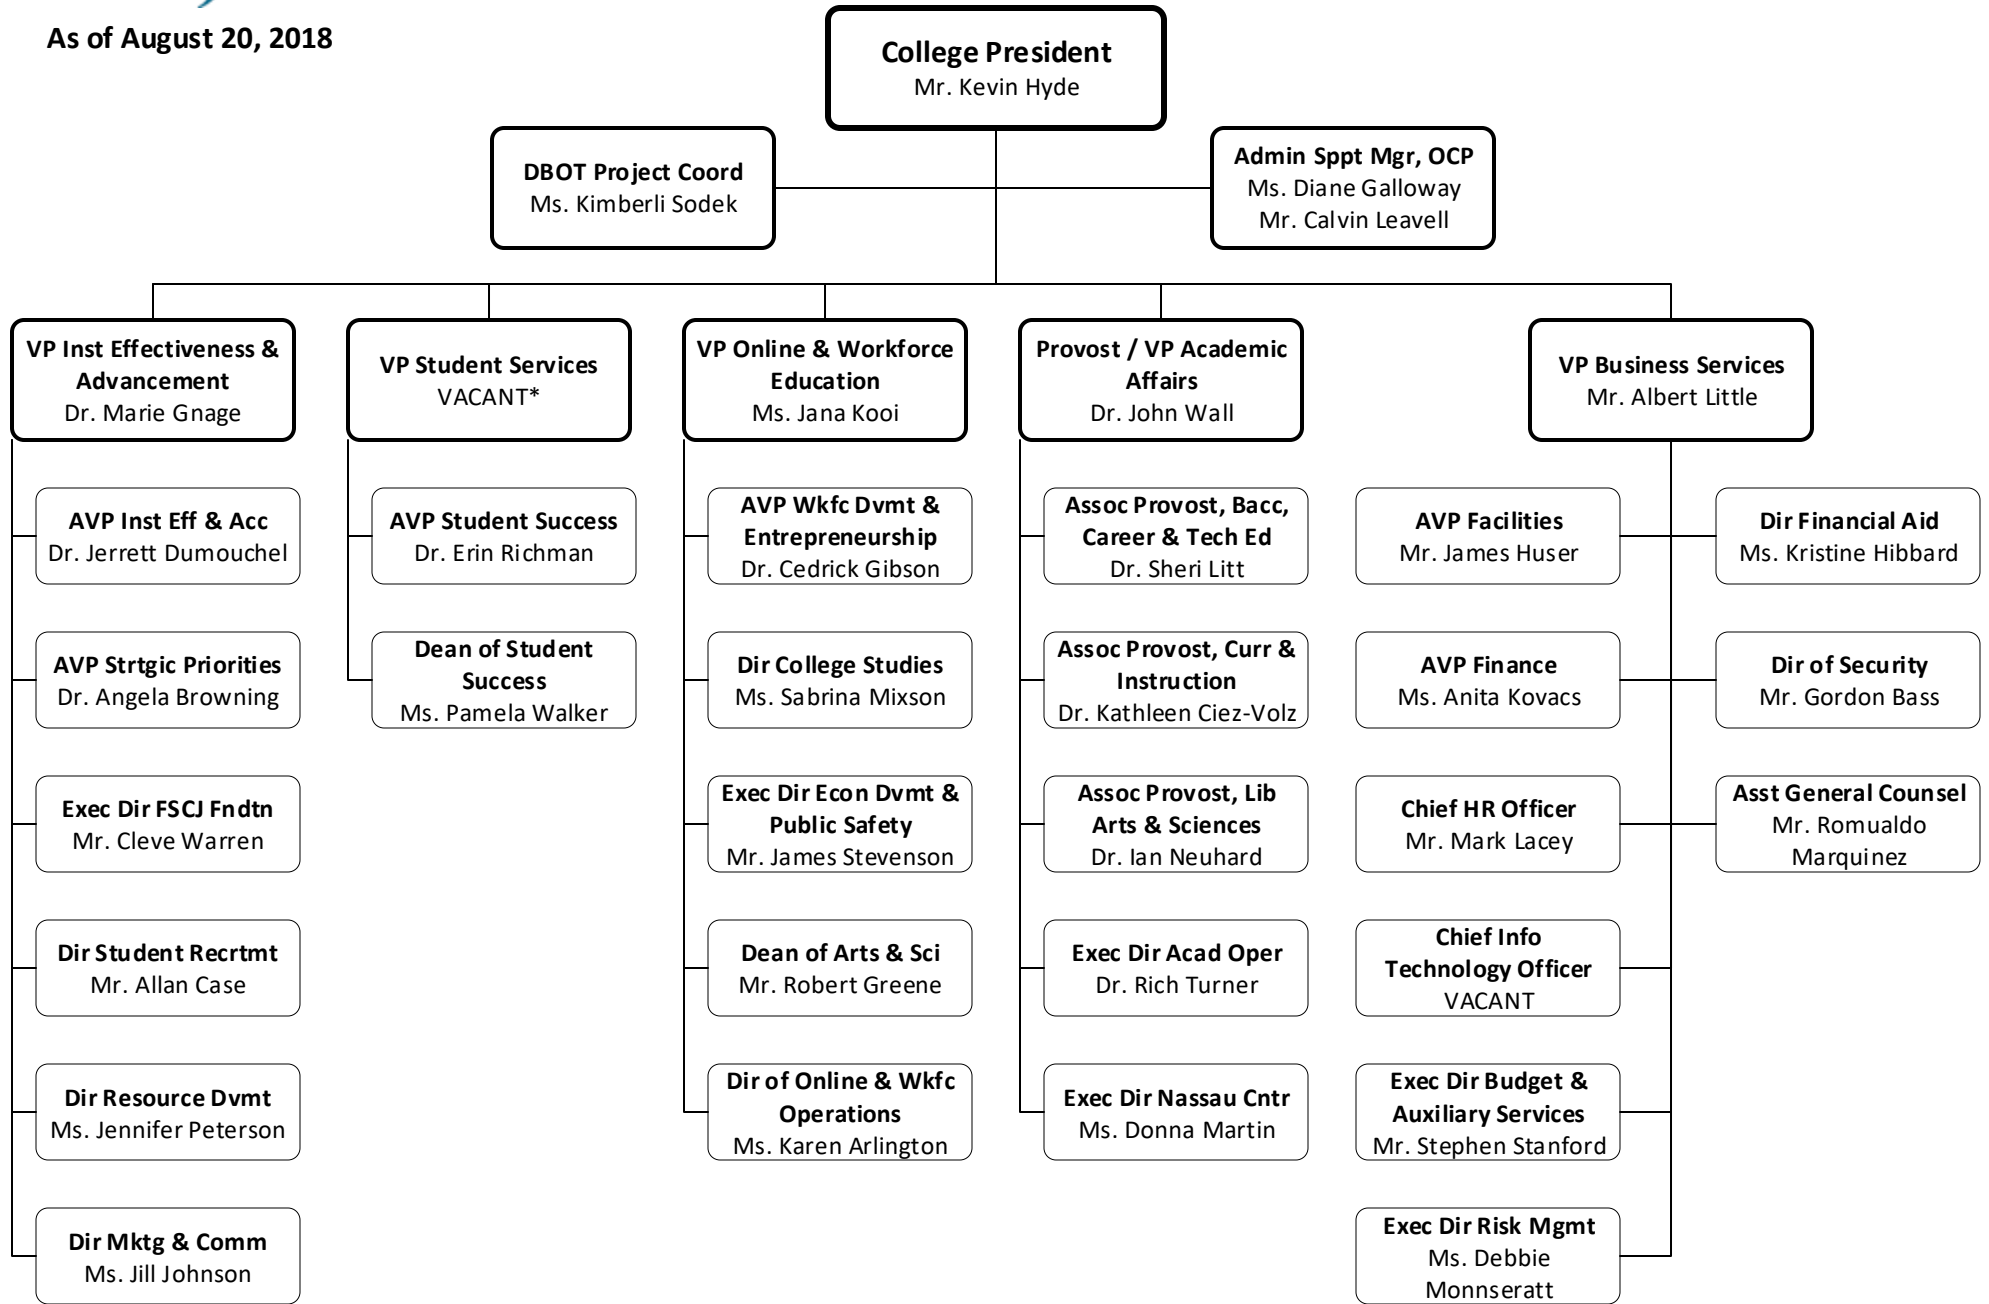 As of August 20, 2018
College President
Mr. Kevin Hyde
DBOT Project Coord
Ms. Kimberli Sodek
Admin Sppt Mgr, OCP
Ms. Diane Galloway
Mr. Calvin Leavell
VP Inst Effectiveness &
Advancement
Dr. Marie Gnage
VP Student Services
VACANT*
VP Online & Workforce
Education
Ms. Jana Kooi
Provost / VP Academic
Affairs
Dr. John Wall
VP Business Services
Mr. Albert Little
AVP Inst Eff & Acc
Dr. Jerrett Dumouchel
AVP Strtgic Priorities
Dr. Angela Browning
Exec Dir FSCJ Fndtn
Mr. Cleve Warren
Dir Student Recrtmt
Mr. Allan Case
Dir Resource Dvmt
Ms. Jennifer Peterson
Dir Mktg & Comm
Ms. Jill Johnson
AVP Student Success
Dr. Erin Richman
Dean of Student
Success
Ms. Pamela Walker
AVP Wkfc Dvmt &
Entrepreneurship
Dr. Cedrick Gibson
Dir College Studies
Ms. Sabrina Mixson
Exec Dir Econ Dvmt &
Public Safety
Mr. James Stevenson
Dean of Arts & Sci
Mr. Robert Greene
Dir of Online & Wkfc
Operations
Ms. Karen Arlington
Assoc Provost, Bacc,
Career & Tech Ed
Dr. Sheri Litt
Assoc Provost, Curr &
Instruction
Dr. Kathleen Ciez-Volz
Assoc Provost, Lib
Arts & Sciences
Dr. Ian Neuhard
Exec Dir Acad Oper
Dr. Rich Turner
Exec Dir Nassau Cntr
Ms. Donna Martin
AVP Facilities
Mr. James Huser
AVP Finance
Ms. Anita Kovacs
Chief HR Officer
Mr. Mark Lacey
Chief Info
Technology Officer
VACANT
Exec Dir Budget &
Auxiliary Services
Mr. Stephen Stanford
Exec Dir Risk Mgmt
Ms. Debbie
Monnseratt
Dir Financial Aid
Ms. Kristine Hibbard
Dir of Security
Mr. Gordon Bass
Asst General Counsel
Mr. Romualdo
Marquinez